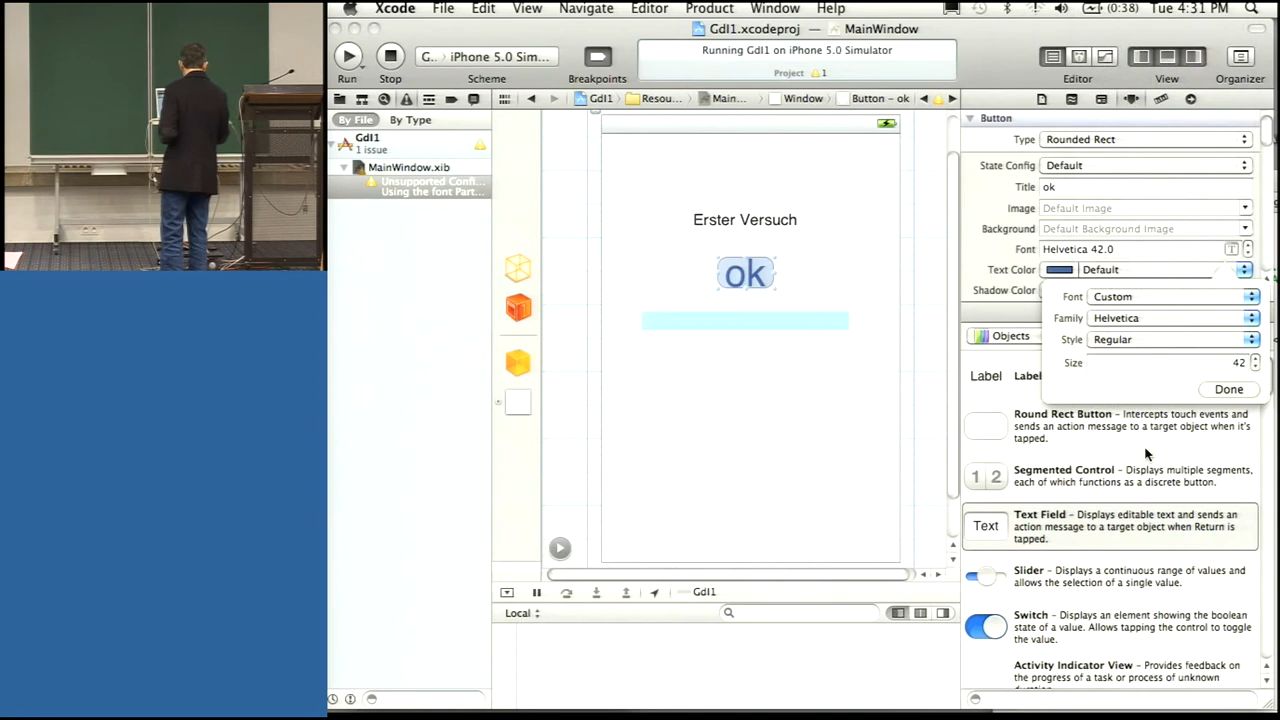 Xcode File Edit View Navigate Editor Product Window Help (0:38) Tue 4:31 PM
GdI1.xcodeproj — MainWindow
Running GdI1 on iPhone 5.0 Simulator
Project 1
G... iPhone 5.0 Sim...
Run Stop Scheme Breakpoints Editor View Organizer
GdI1 Resou... Main... Window Button - ok
By File By Type
GdI1
1 issue
MainWindow.xib
Unsupported Confi...
Using the font Part...
Erster Versuch
ok
Local
GdI1
Button
Type Rounded Rect
State Config Default
Title ok
Image Default Image
Background Default Background Image
Font Helvetica 42.0 T
Text Color Default
Shadow Color
Font Custom
Family Helvetica
Style Regular
Size 42
Done
Objects
Label Labe
Round Rect Button - Intercepts touch events and
sends an action message to a target object when it's
tapped.
1 2
Segmented Control - Displays multiple segments,
each of which functions as a discrete button.
Text
Text Field - Displays editable text and sends an
action message to a target object when Return is
tapped.
Slider - Displays a continuous range of values and
allows the selection of a single value.
Switch - Displays an element showing the boolean
state of a value. Allows tapping the control to toggle
the value.
Activity Indicator View - Provides feedback on
the progress of a task or process of unknown